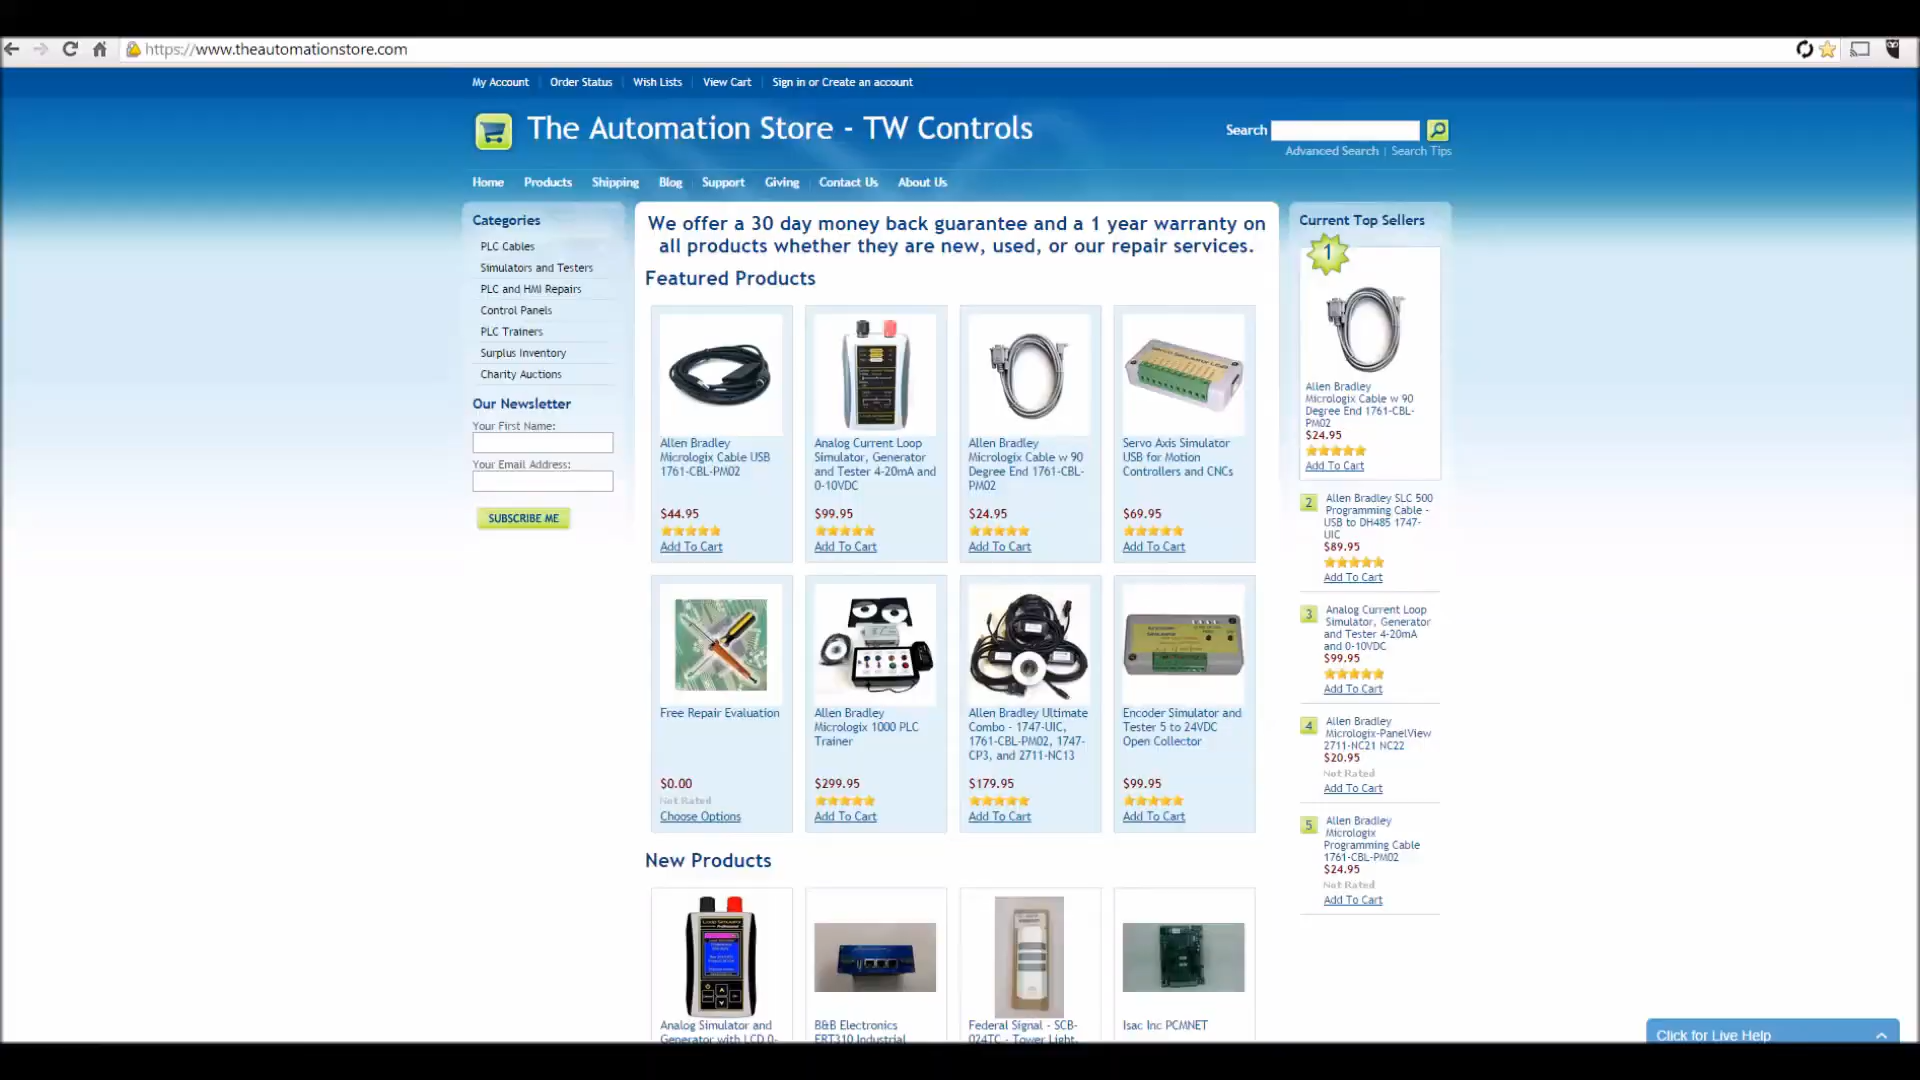 https://www.theautomationstore.com
My Account
Order Status
Wish Lists
View Cart
Sign in or Create an account
The Automation Store - TW Controls
Search
Advanced Search | Search Tips
Home
Products
Shipping
Blog
Support
Giving
Contact Us
About Us
Categories
PLC Cables
Simulators and Testers
PLC and HMI Repairs
Control Panels
PLC Trainers
Surplus Inventory
Charity Auctions
Our Newsletter
Your First Name:
Your Email Address:
SUBSCRIBE ME
We offer a 30 day money back guarantee and a 1 year warranty on
all products whether they are new, used, or our repair services.
Featured Products
Allen Bradley
Micrologix Cable USB
1761-CBL-PM02
$44.95
Add To Cart
Analog Current Loop
Simulator, Generator
and Tester 4-20mA and
0-10VDC
$99.95
Add To Cart
Allen Bradley
Micrologix Cable w 90
Degree End 1761-CBL-
PM02
$24.95
Add To Cart
Servo Simulator USB
Servo Axis Simulator
USB for Motion
Controllers and CNCs
$69.95
Add To Cart
Free Repair Evaluation
$0.00
Not Rated
Choose Options
Allen Bradley
Micrologix 1000 PLC
Trainer
$299.95
Add To Cart
Allen Bradley Ultimate
Combo - 1747-UIC,
1761-CBL-PM02, 1747-
CP3, and 2711-NC13
$179.95
Add To Cart
Encoder Simulator and
Tester 5 to 24VDC
Open Collector
$99.95
Add To Cart
New Products
Loop Simulator
Analog Simulator and
Generator with LCD 0-
B&B Electronics
ERT310 Industrial
Federal Signal - SCB-
024TC - Tower Light,
Isac Inc PCMNET
Current Top Sellers
1
Allen Bradley
Micrologix Cable w 90
Degree End 1761-CBL-
PM02
$24.95
Add To Cart
2
Allen Bradley SLC 500
Programming Cable -
USB to DH485 1747-
UIC
$89.95
Add To Cart
3
Analog Current Loop
Simulator, Generator
and Tester 4-20mA
and 0-10VDC
$99.95
Add To Cart
4
Allen Bradley
Micrologix-PanelView
2711-NC21 NC22
$20.95
Not Rated
Add To Cart
5
Allen Bradley
Micrologix
Programming Cable
1761-CBL-PM02
$24.95
Not Rated
Add To Cart
Click for Live Help